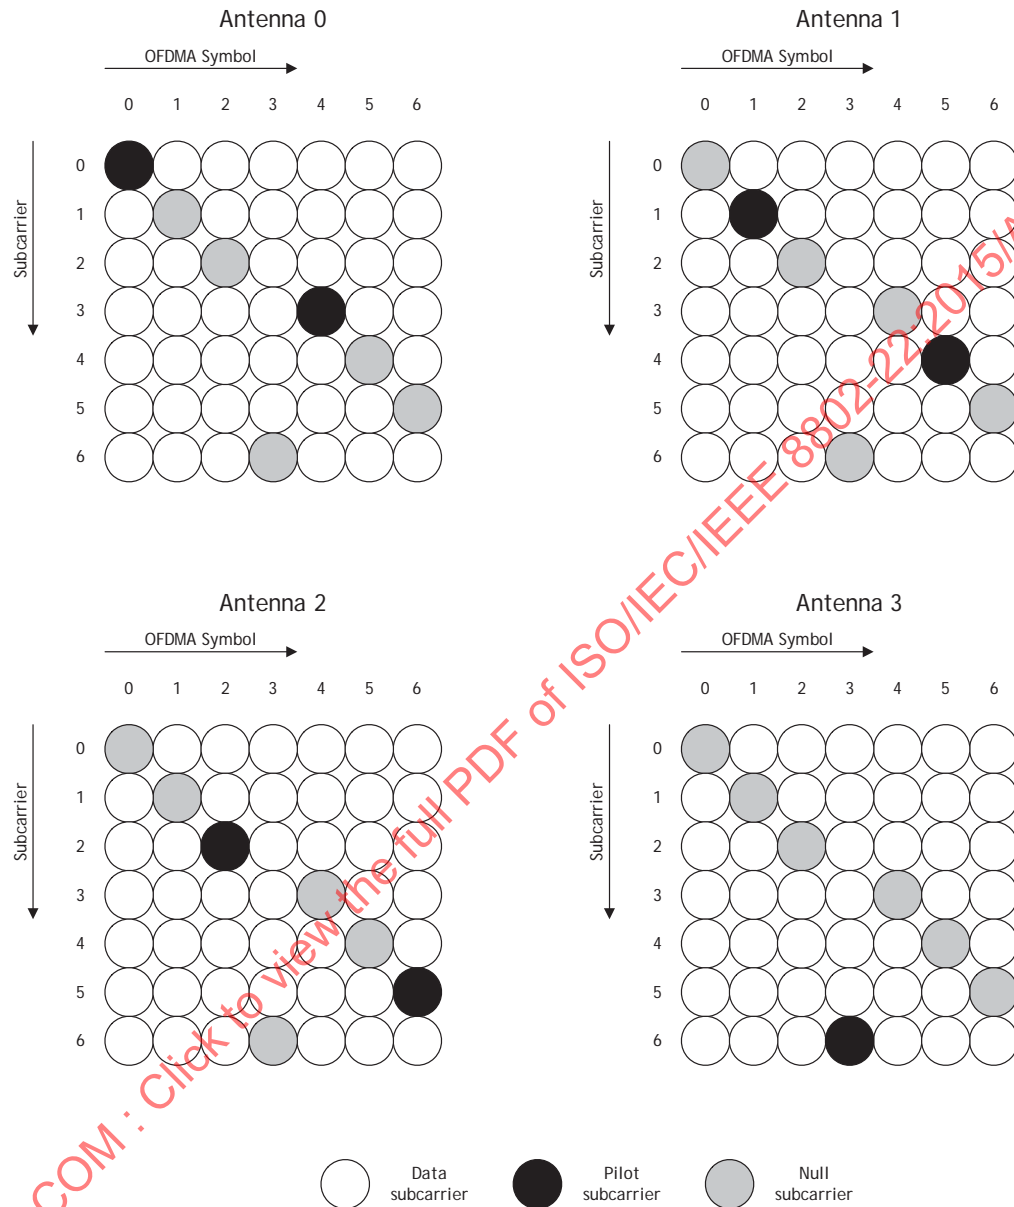 Antenna 0
Antenna 1
OFDMA Symbol
OFDMA Symbol
0 1 2 3 4 5 6
0 1 2 3 4 5 6
Subcarrier
0
1
2
3
4
5
6
Subcarrier
0
1
2
3
4
5
6
Antenna 2
Antenna 3
OFDMA Symbol
OFDMA Symbol
0 1 2 3 4 5 6
0 1 2 3 4 5 6
Subcarrier
0
1
2
3
4
5
6
Subcarrier
0
1
2
3
4
5
6
Data
subcarrier
Pilot
subcarrier
Null
subcarrier
COM : Click to view the full PDF of ISO/IEC/IEEE 8802-22:2015/